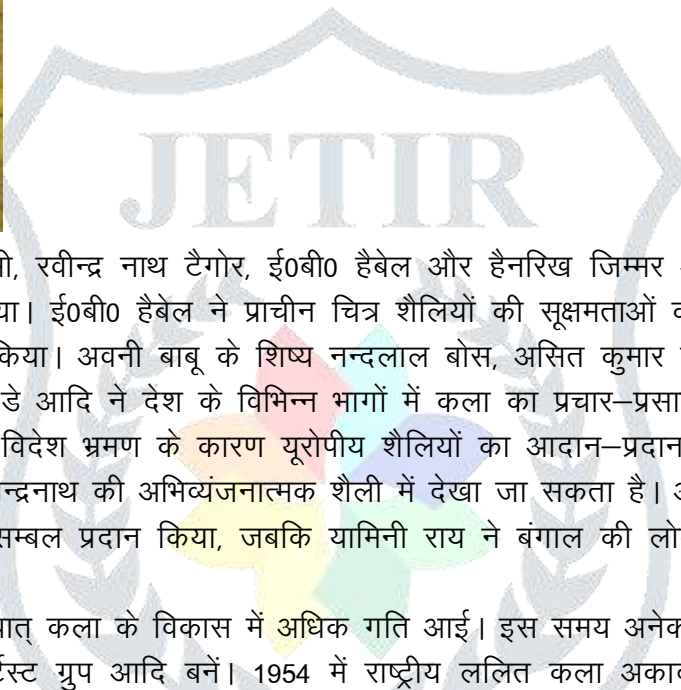 JETIR
रवीन्द्र नाथ टैगोर, ई0बी0 हैबेल और हैनरिख जिम्मर
ई0बी0 हैबेल ने प्राचीन चित्र शैलियों की सूक्षमताओं
किया। अवनी बाबू के शिष्य नन्दलाल बोस, असित कुमार
डे आदि ने देश के विभिन्न भागों में कला का प्रचार–प्रसा
विदेश भ्रमण के कारण यूरोपीय शैलियों का आदान–प्रदान
न्द्रनाथ की अभिव्यंजनात्मक शैली में देखा जा सकता है।
सम्बल प्रदान किया, जबकि यामिनी राय ने बंगाल की लो
पात् कला के विकास में अधिक गति आई। इस समय अनेक
र्टिस्ट ग्रुप आदि बनें। 1954 में राष्ट्रीय ललित कला अकाद